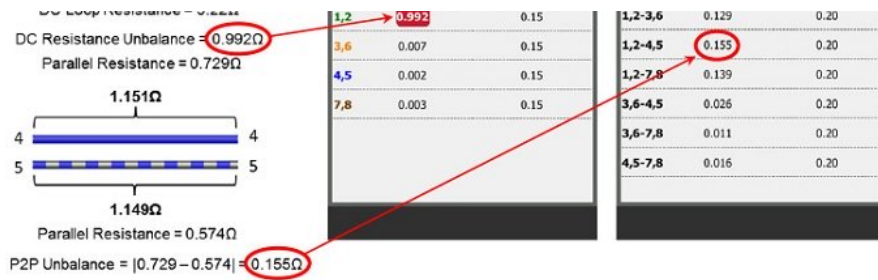 DC Loop Resistance = 3.22Ω
DC Resistance Unbalance = 0.992Ω
Parallel Resistance = 0.729Ω
1.151Ω
4 4
5 5
1.149Ω
Parallel Resistance = 0.574Ω
P2P Unbalance = |0.729 – 0.574| = 0.155Ω
1,2 0.992 0.15
3,6 0.007 0.15
4,5 0.002 0.15
7,8 0.003 0.15
1,2-3,6 0.129 0.20
1,2-4,5 0.155 0.20
1,2-7,8 0.139 0.20
3,6-4,5 0.026 0.20
3,6-7,8 0.011 0.20
4,5-7,8 0.016 0.20